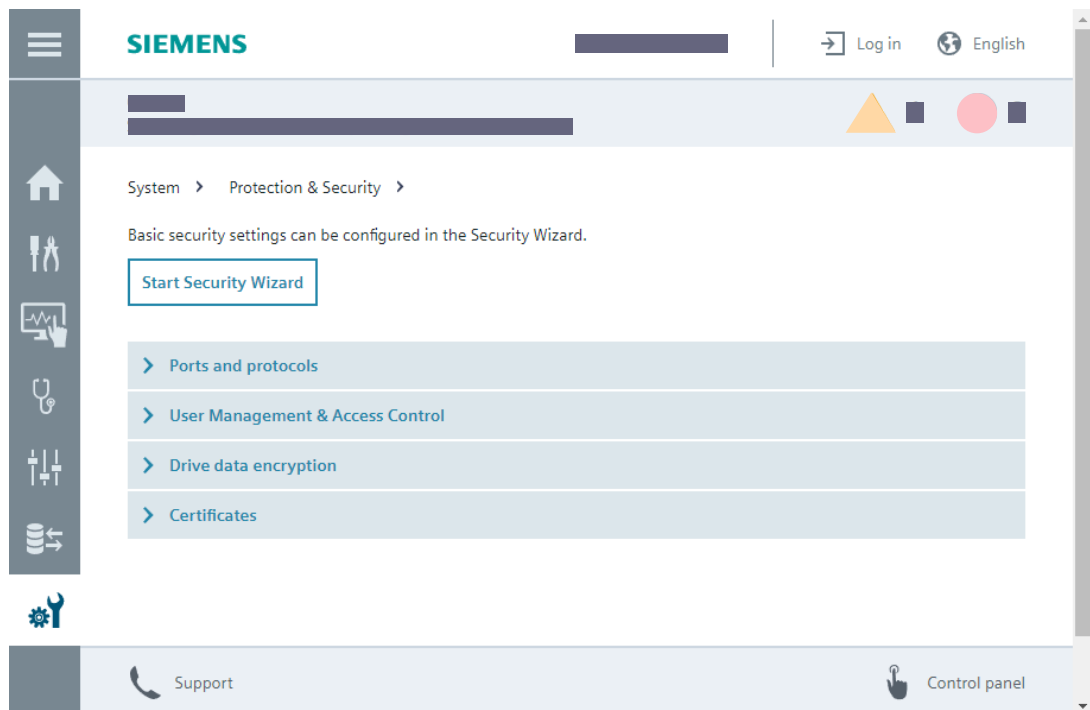 SIEMENS
Log in
English
System > Protection & Security >
Basic security settings can be configured in the Security Wizard.
Start Security Wizard
Ports and protocols
User Management & Access Control
Drive data encryption
Certificates
Support
Control panel